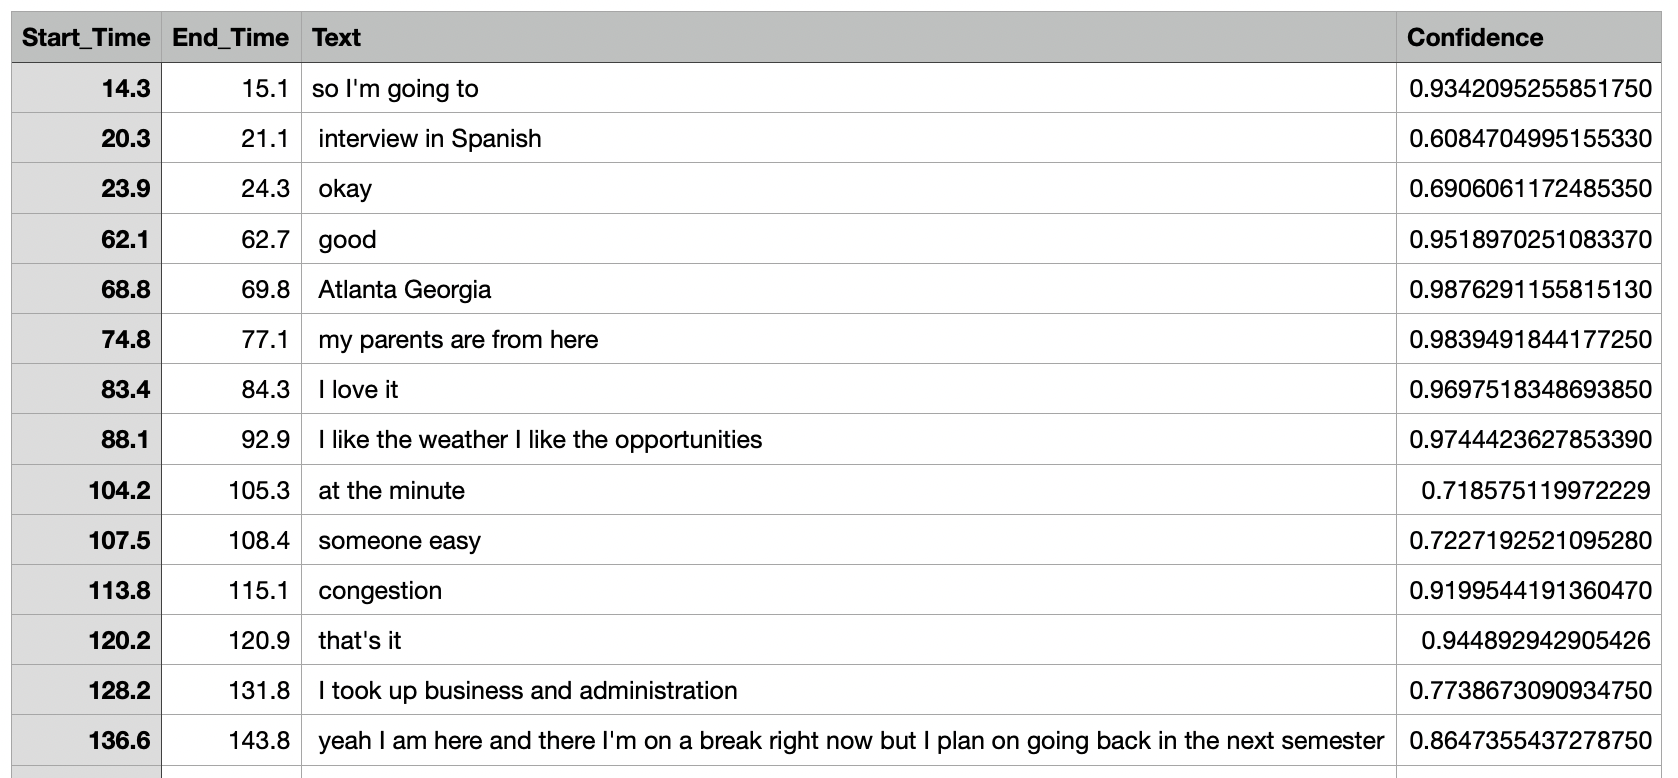 Start_Time End_Time Text Confidence
14.3 15.1 so I'm going to 0.9342095255851750
20.3 21.1 interview in Spanish 0.6084704995155330
23.9 24.3 okay 0.6906061172485350
62.1 62.7 good 0.9518970251083370
68.8 69.8 Atlanta Georgia 0.9876291155815130
74.8 77.1 my parents are from here 0.9839491844177250
83.4 84.3 I love it 0.9697518348693850
88.1 92.9 I like the weather I like the opportunities 0.9744423627853390
104.2 105.3 at the minute 0.718575119972229
107.5 108.4 someone easy 0.7227192521095280
113.8 115.1 congestion 0.9199544191360470
120.2 120.9 that's it 0.944892942905426
128.2 131.8 I took up business and administration 0.7738673090934750
136.6 143.8 yeah I am here and there I'm on a break right now but I plan on going back in the next semester 0.8647355437278750